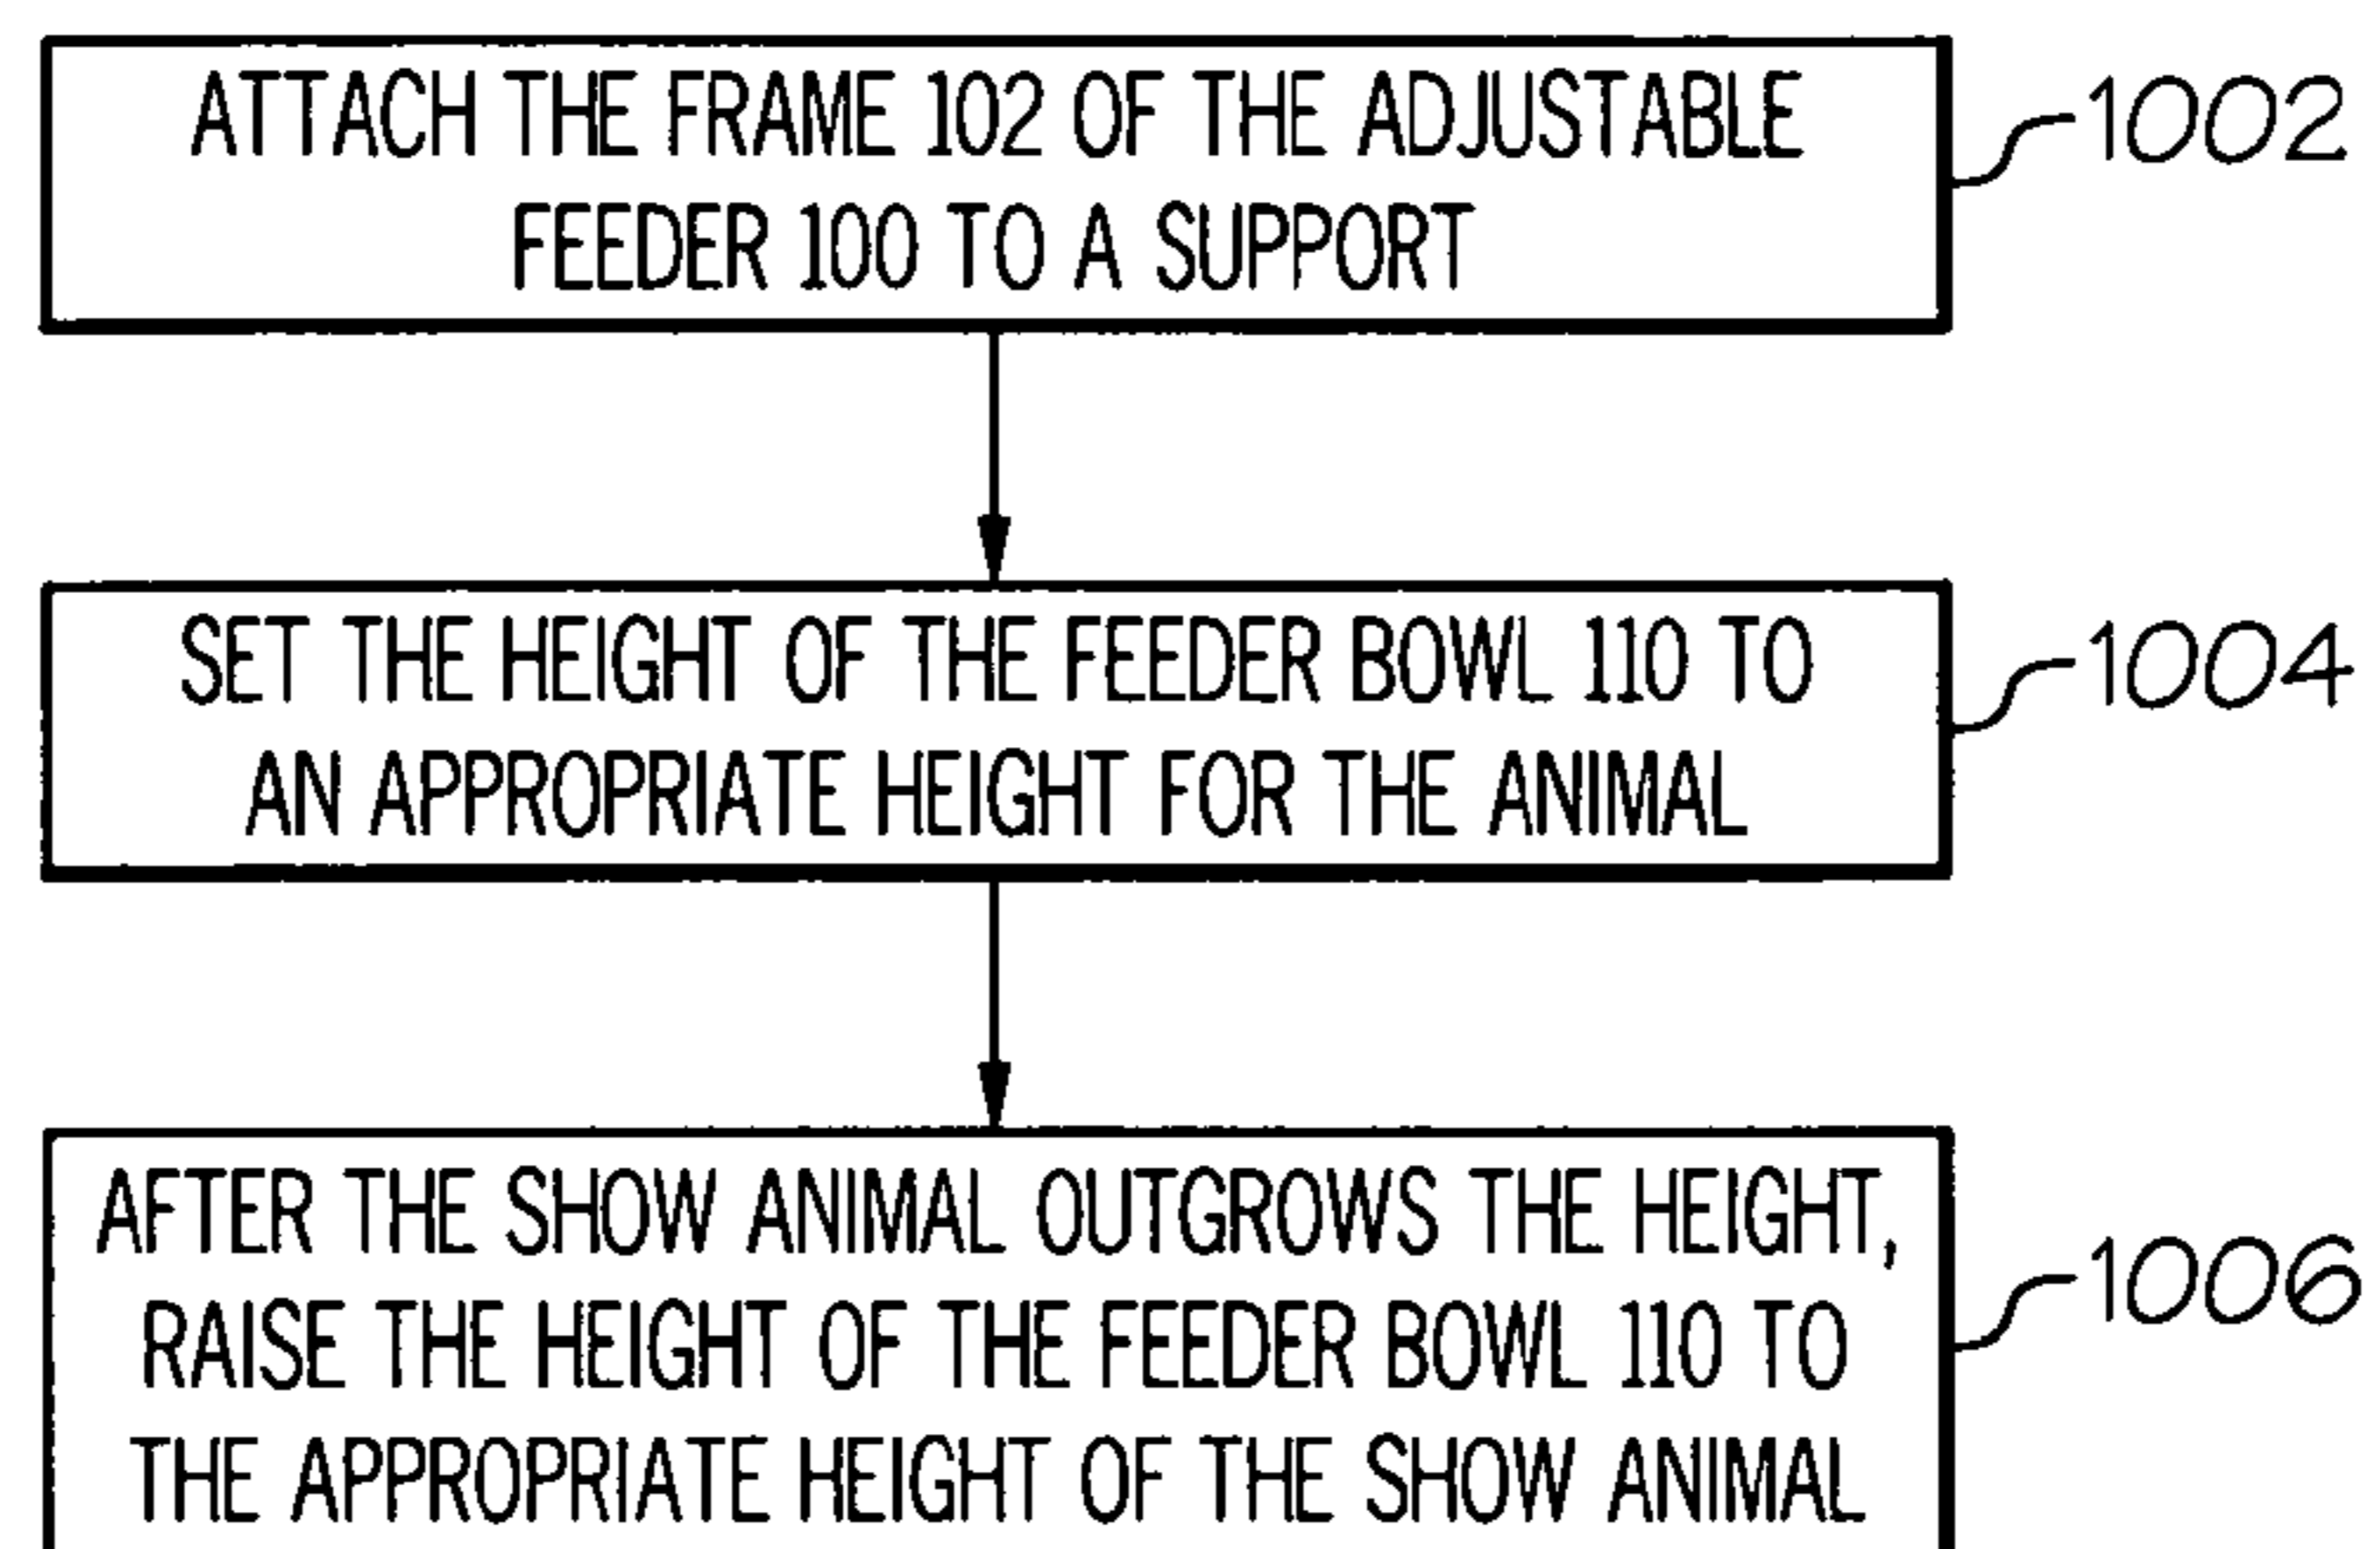 ATTACH THE FRAME 102 OF THE ADJUSTABLE
FEEDER 100 TO A SUPPORT
1002
SET THE HEIGHT OF THE FEEDER BOWL 110 TO
AN APPROPRIATE HEIGHT FOR THE ANIMAL
1004
AFTER THE SHOW ANIMAL OUTGROWS THE HEIGHT,
RAISE THE HEIGHT OF THE FEEDER BOWL 110 TO
THE APPROPRIATE HEIGHT OF THE SHOW ANIMAL
1006